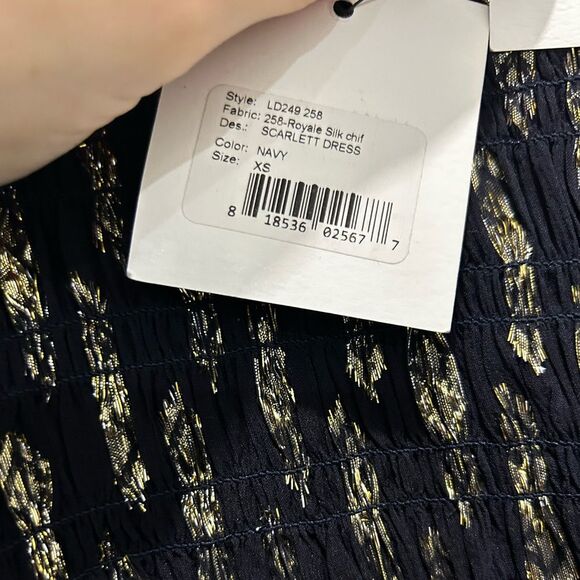 Style: LD249 258
Fabric: 258-Royale Silk chif
Des.: SCARLETT DRESS
Color: NAVY
Size: XS
8 18536 02567 7